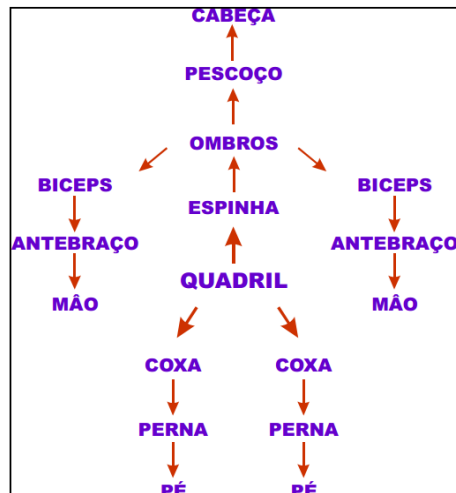 CABEÇA
PESCOÇO
OMBROS
BICEPS BICEPS
ESPINHA
ANTEBRAÇO ANTEBRAÇO
QUADRIL
MÂO MÂO
COXA COXA
PERNA PERNA
PÉ PÉ